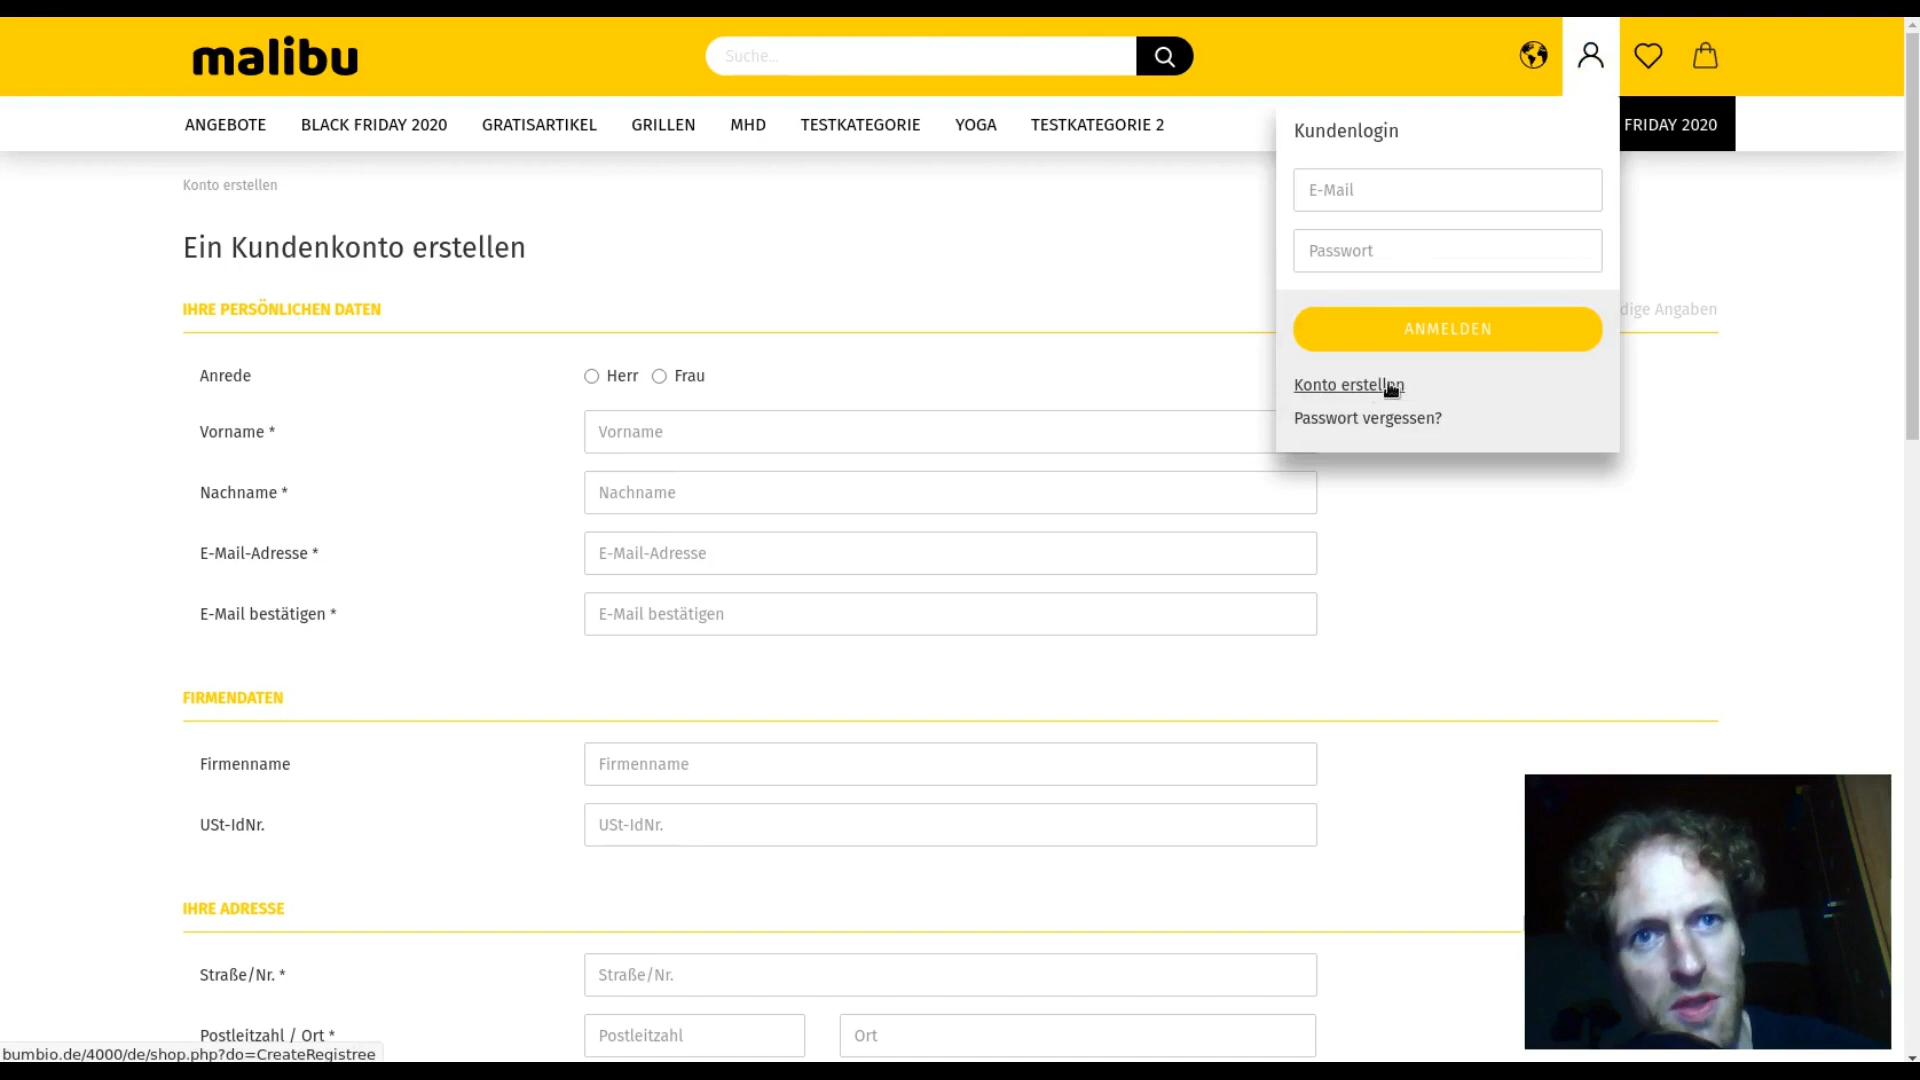 malibu
Suche...
ANGEBOTE BLACK FRIDAY 2020 GRATISARTIKEL GRILLEN MHD TESTKATEGORIE YOGA TESTKATEGORIE 2 FRIDAY 2020
Kundenlogin
E-Mail
Passwort
ANMELDEN
Konto erstellen
Passwort vergessen?
Konto erstellen
Ein Kundenkonto erstellen
IHRE PERSÖNLICHEN DATEN dige Angaben
Anrede Herr Frau
Vorname * Vorname
Nachname * Nachname
E-Mail-Adresse * E-Mail-Adresse
E-Mail bestätigen * E-Mail bestätigen
FIRMENDATEN
Firmenname Firmenname
USt-IdNr. USt-IdNr.
IHRE ADRESSE
Straße/Nr. * Straße/Nr.
Postleitzahl / Ort * Postleitzahl Ort
bumbio.de/4000/de/shop.php?do=CreateRegistree